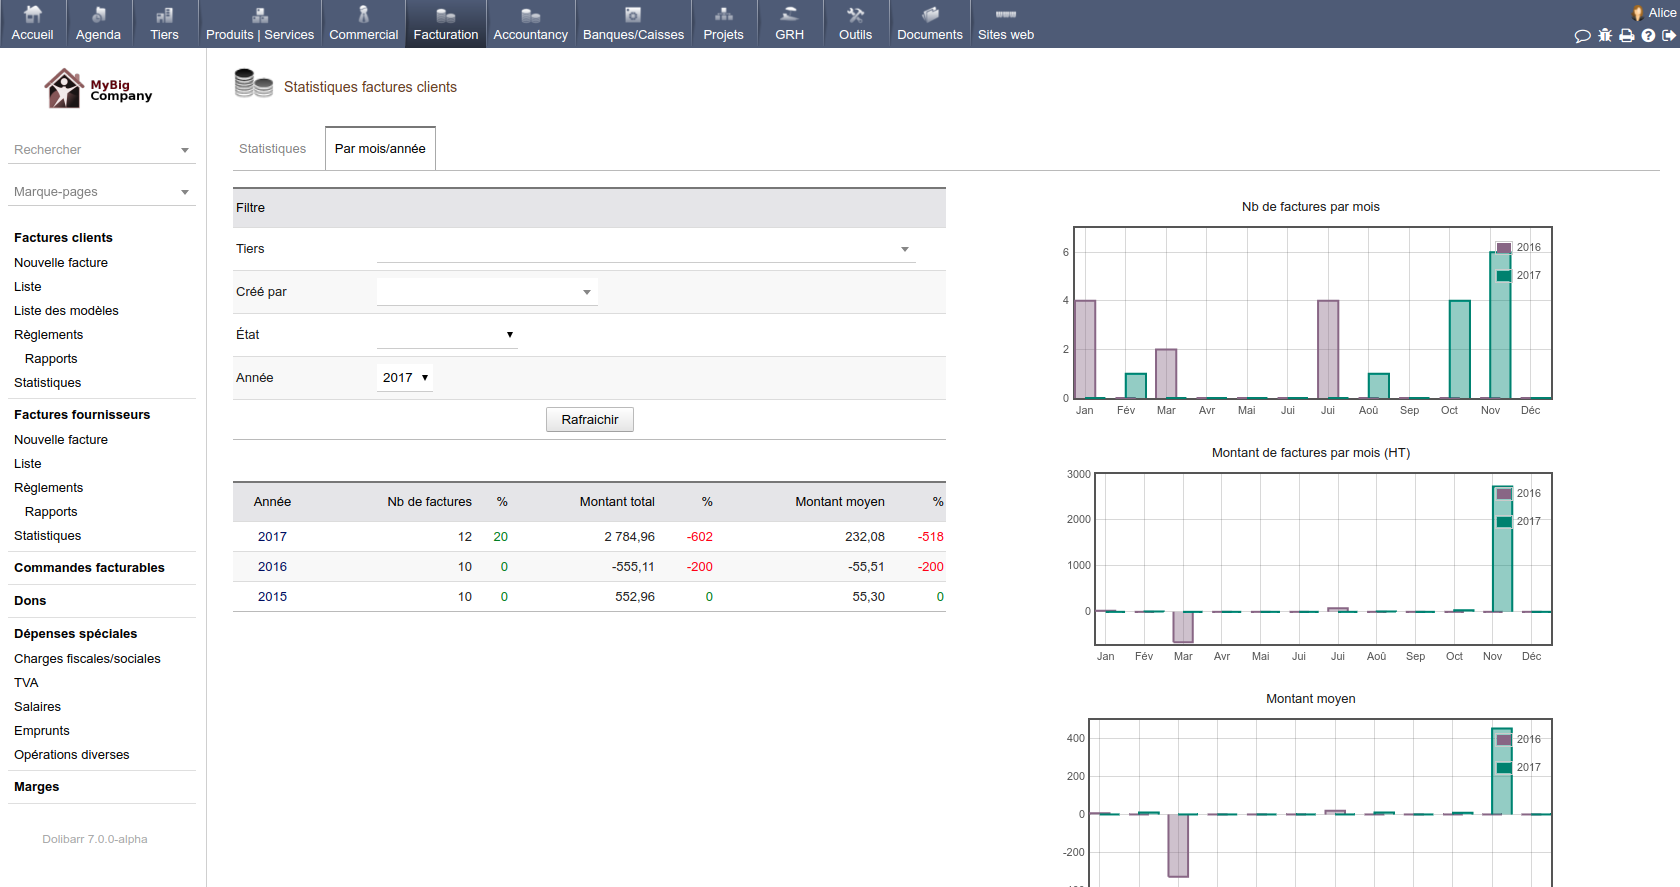 Accueil Agenda Tiers Produits | Services Commercial Facturation Accountancy Banques/Caisses Projets GRH Outils Documents Sites web
Alice
MyBig
Company
Rechercher
Marque-pages
Factures clients
Nouvelle facture
Liste
Liste des modèles
Règlements
Rapports
Statistiques
Factures fournisseurs
Nouvelle facture
Liste
Règlements
Rapports
Statistiques
Commandes facturables
Dons
Dépenses spéciales
Charges fiscales/sociales
TVA
Salaires
Emprunts
Opérations diverses
Marges
Dolibarr 7.0.0-alpha
Statistiques factures clients
Statistiques Par mois/année
Filtre
Tiers
Créé par
État
Année 2017
Rafraichir
Année Nb de factures % Montant total % Montant moyen %
2017 12 20 2 784,96 -602 232,08 -518
2016 10 0 -555,11 -200 -55,51 -200
2015 10 0 552,96 0 55,30 0
Nb de factures par mois
2016
2017
6
4
2
0
Jan Fév Mar Avr Mai Jui Jui Aoû Sep Oct Nov Déc
Montant de factures par mois (HT)
2016
2017
3000
2000
1000
0
Jan Fév Mar Avr Mai Jui Jui Aoû Sep Oct Nov Déc
Montant moyen
2016
2017
400
200
0
-200